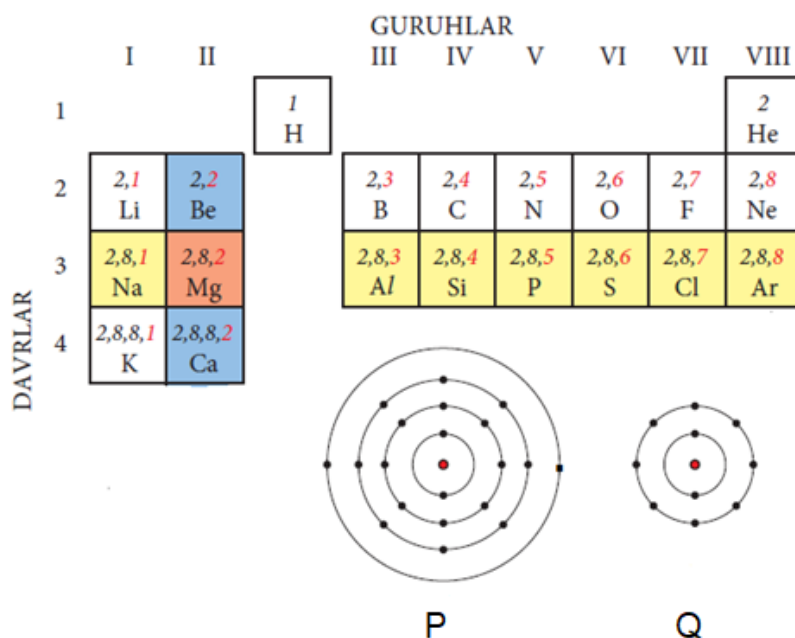 GURUHLAR
I II III IV V VI VII VIII
1
1
H
2
He
2
2,1
Li
2,2
Be
2,3
B
2,4
C
2,5
N
2,6
O
2,7
F
2,8
Ne
3
2,8,1
Na
2,8,2
Mg
2,8,3
Al
2,8,4
Si
2,8,5
P
2,8,6
S
2,8,7
Cl
2,8,8
Ar
4
2,8,8,1
K
2,8,8,2
Ca
DAVRLAR
P Q